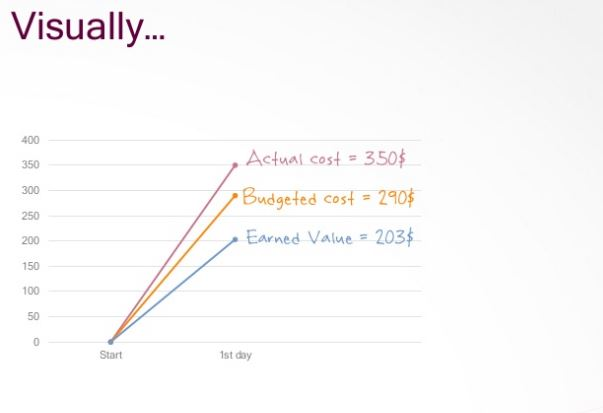 Visually...
400
350
300
250
200
150
100
50
0
Actual cost = 350$
Budgeted cost = 290$
Earned Value = 203$
Start 1st day